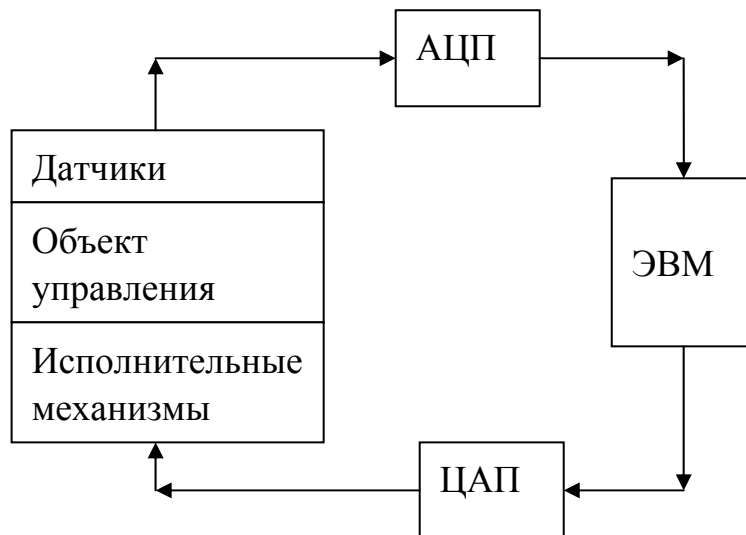 АЦП
Датчики
Объект
управления
ЭВМ
Исполнительные
механизмы
ЦАП